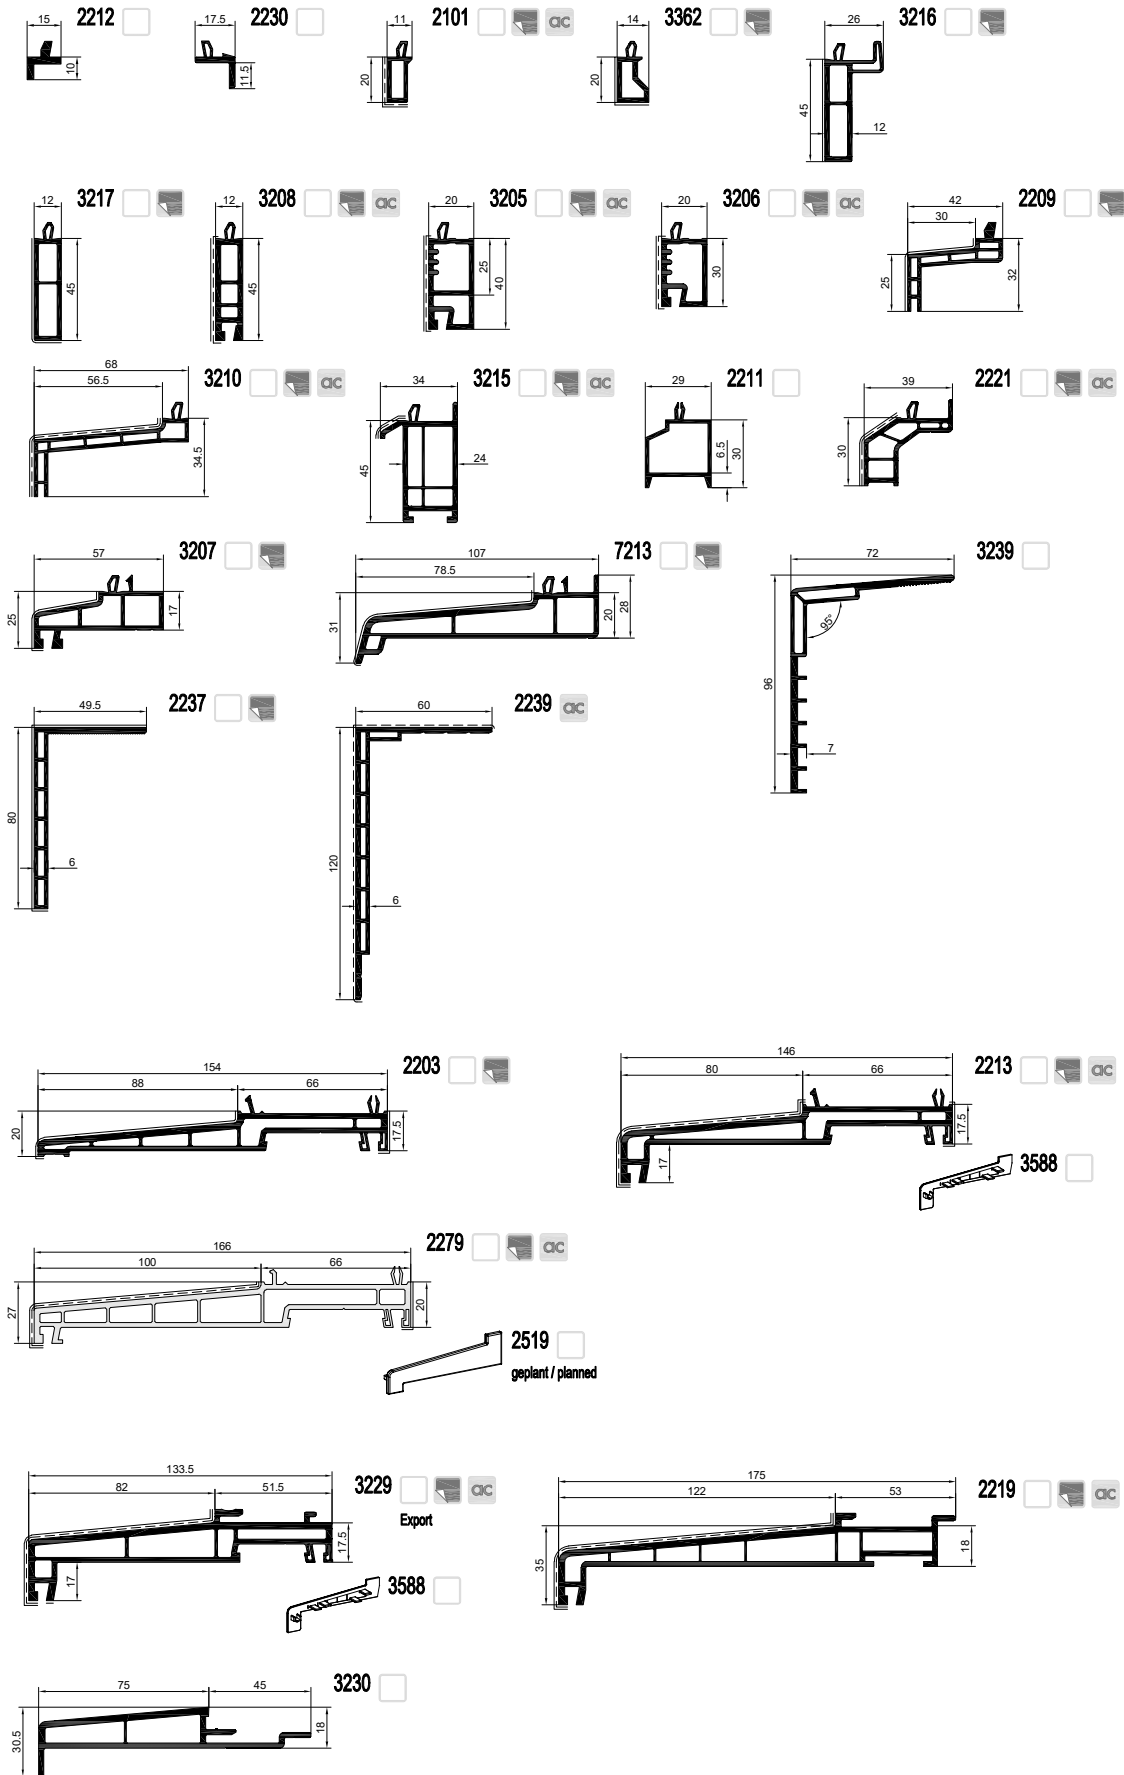 15 2212 17.5 2230 11 2101 ac 14 3362 26 3216
10 11.5 20 20 45 12
12 3217 12 3208 ac 20 3205 ac 20 3206 ac 42 2209
30
45 45 25 40 30 25 32
68 3210 ac 34 3215 ac 29 2211 39 2221 ac
56.5
34.5 45 24 6.5 30 30
57 3207 107 7213 72 3239
78.5
25 17 31 20 28 95° 96 7
49.5 2237 60 2239 ac
80 6 120 6
154 2203 146 2213 ac
88 66 80 66
20 17.5 17 17.5
3588
166 2279 ac
100 66
27 20
2519
geplant / planned
133.5 3229 ac 175 2219 ac
82 51.5 122 53
Export
17.5 17 35 18
3588
75 45 3230
30.5 18